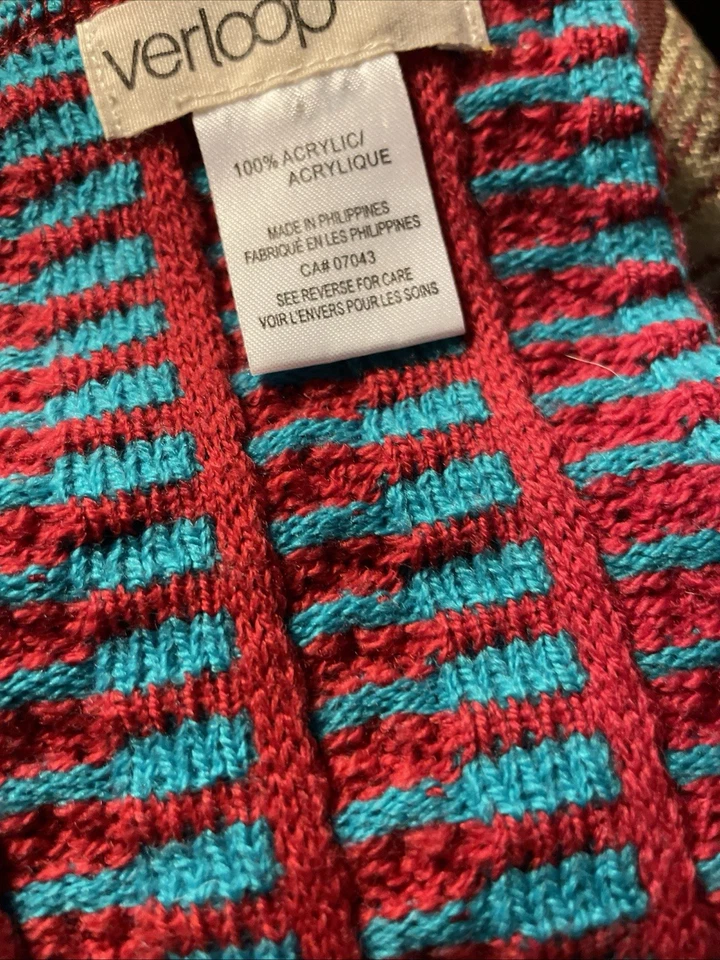 verloop
100% ACRYLIC/
ACRYLIQUE
MADE IN PHILIPPINES
FABRIQUÉ EN LES PHILIPPINES
CA# 07043
SEE REVERSE FOR CARE
VOIR L'ENVERS POUR LES SOINS